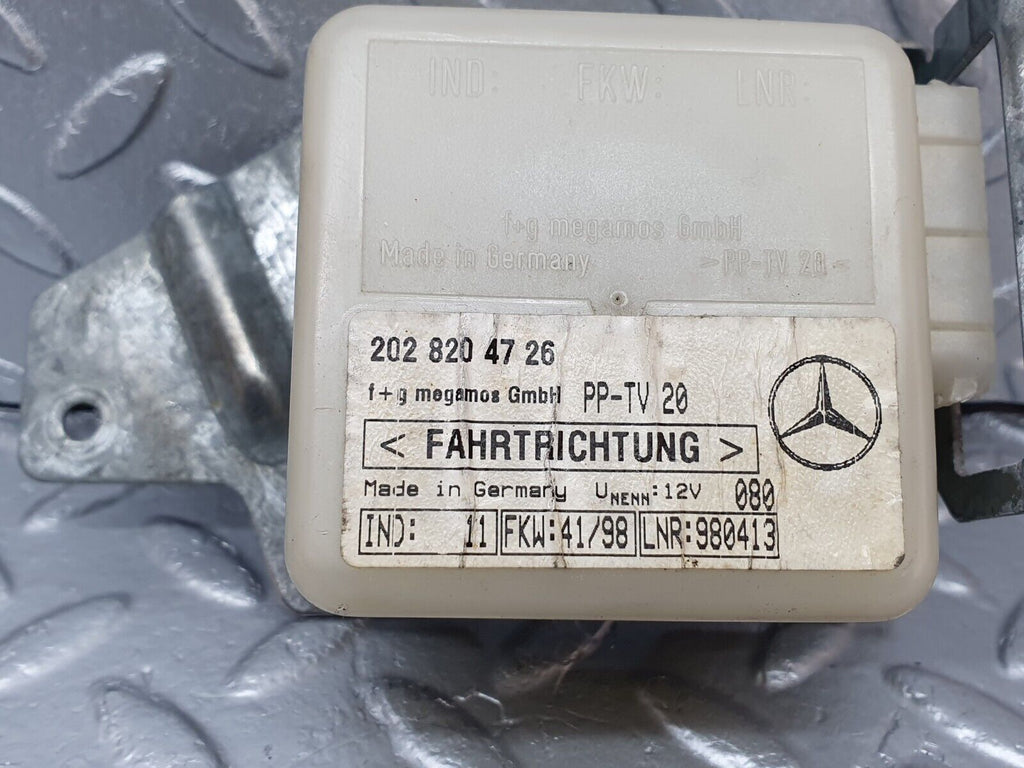 IND: FKW: LNR:
f+g megamos GmbH
Made in Germany >PP-TV 20<
202 820 47 26
f+g megamos GmbH PP-TV 20
< FAHRTRICHTUNG >
Made in Germany UNENN:12V 080
IND: 11 FKW:41/98 LNR:980413